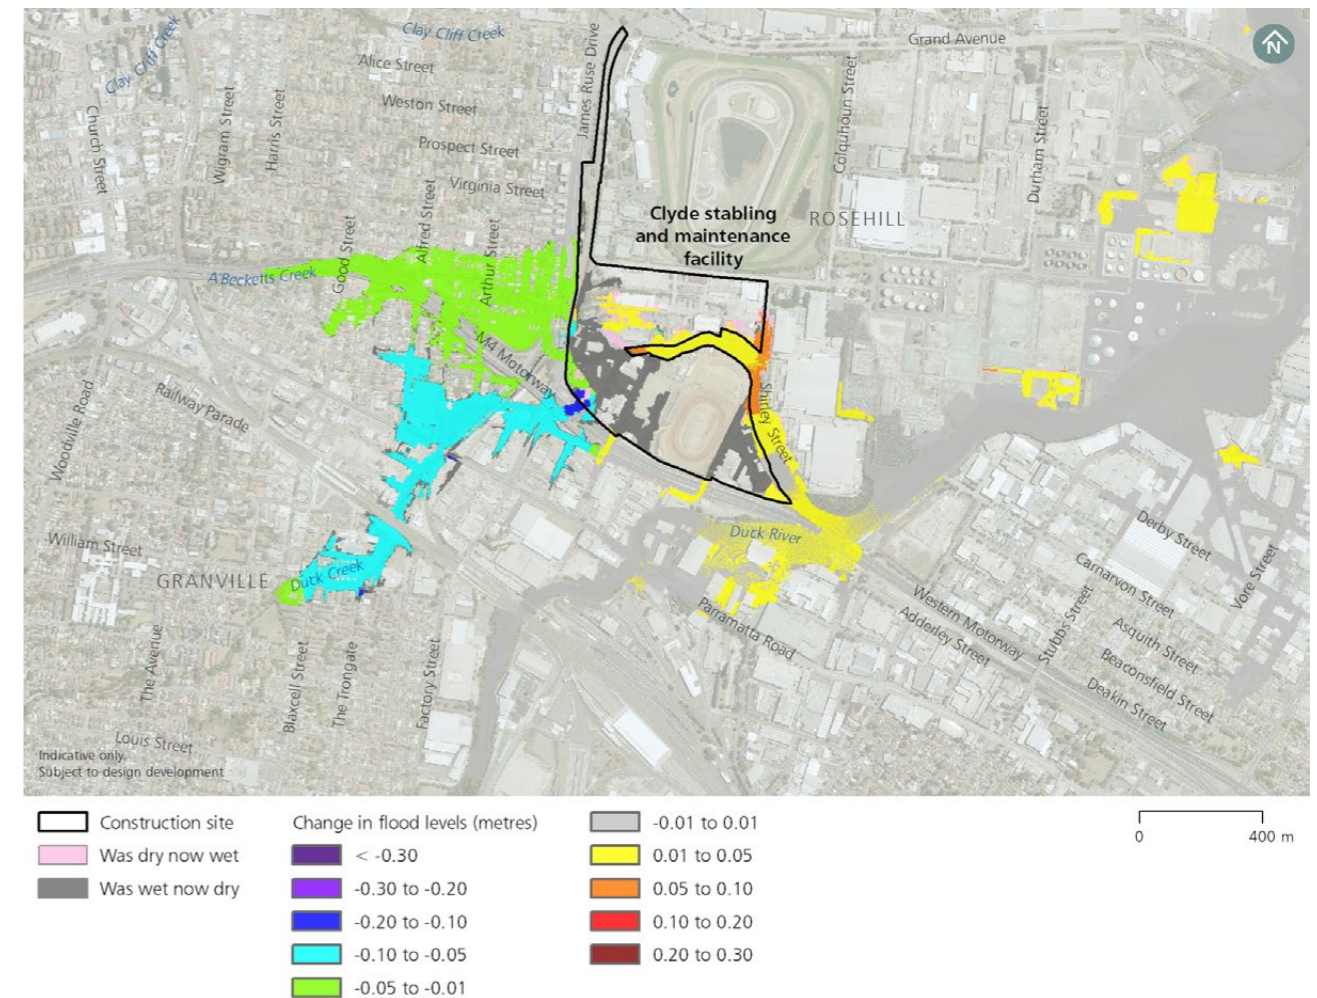 Clay Cliff Creek
Clay Cliff Creek
Alice Street
Weston Street
Prospect Street
Virginia Street
Church Street
Wigram Street
Harris Street
Good Street
Alfred Street
Arthur Street
James Ruse Drive
Grand Avenue
N
Colquhoun Street
Durham Street
ROSEHILL
Clyde stabling
and maintenance
facility
A'Becketts Creek
M4 Motorway
Railway Parade
Woodville Road
Shirley Street
Duck River
William Street
GRANVILLE
Duck Creek
Parramatta Road
Western Motorway
Adderley Street
Stubbs Street
Derby Street
Carnarvon Street
Asquith Street
Beaconsfield Street
Deakin Street
Vore Street
The Avenue
Blaxcell Street
The Trongate
Factory Street
Louis Street
Indicative only.
Subject to design development
Construction site
Was dry now wet
Was wet now dry
Change in flood levels (metres)
< -0.30
-0.30 to -0.20
-0.20 to -0.10
-0.10 to -0.05
-0.05 to -0.01
-0.01 to 0.01
0.01 to 0.05
0.05 to 0.10
0.10 to 0.20
0.20 to 0.30
0 400 m